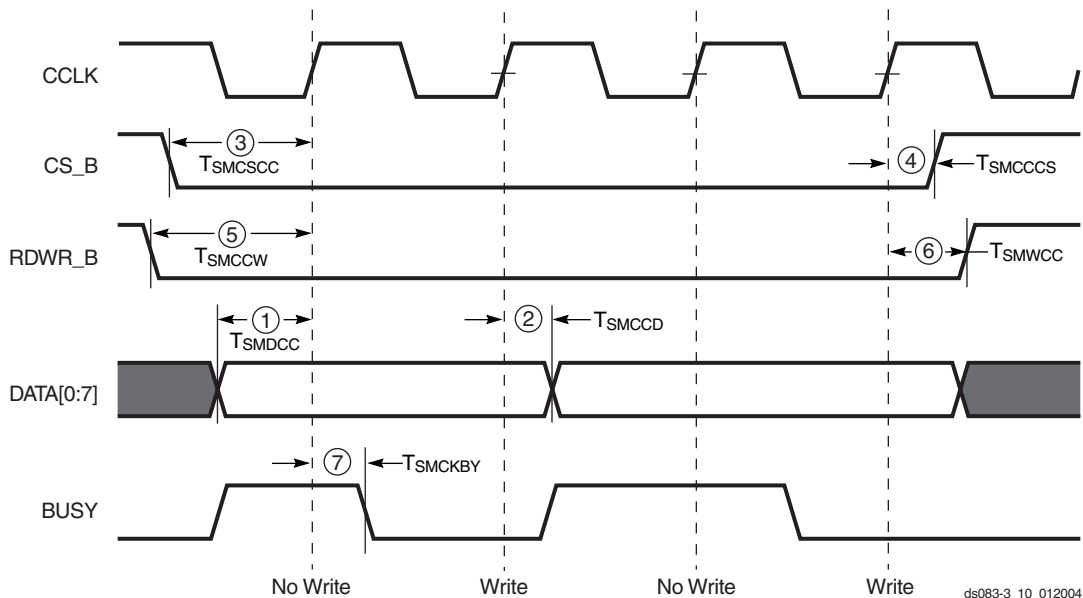 CCLK
CS_B
③
TSMCSCC
④
TSMCCCS
RDWR_B
⑤
TSMCCW
⑥
TSMWCC
①
TSMDCC
②
TSMCCD
DATA[0:7]
⑦
TSMCKBY
BUSY
No Write
Write
No Write
Write
ds083-3_10_012004